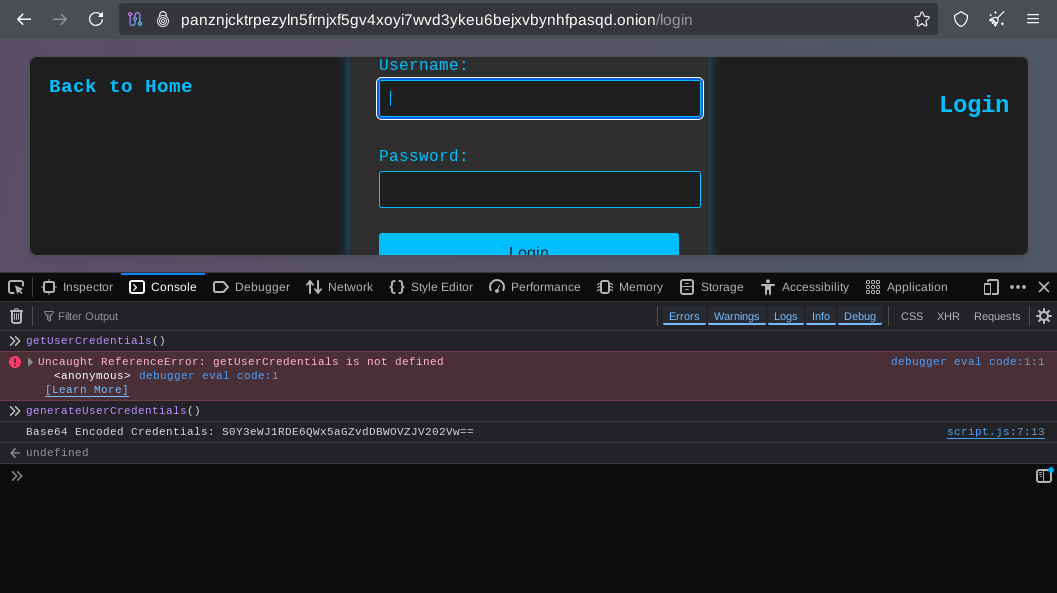 panznjcktrpezyln5frnjxf5gv4xoyi7wvd3ykeu6bejxvbynhfpasqd.onion/login
Back to Home
Username:
Login
Password:
Login
Inspector Console Debugger Network Style Editor Performance Memory Storage Accessibility Application
Filter Output Errors Warnings Logs Info Debug CSS XHR Requests
getUserCredentials()
Uncaught ReferenceError: getUserCredentials is not defined debugger eval code:1:1
<anonymous> debugger eval code:1
[Learn More]
generateUserCredentials()
Base64 Encoded Credentials: S0Y3eWJ1RDE6QWx5aGZvdDBWOVZJV202Vw== script.js:7:13
undefined